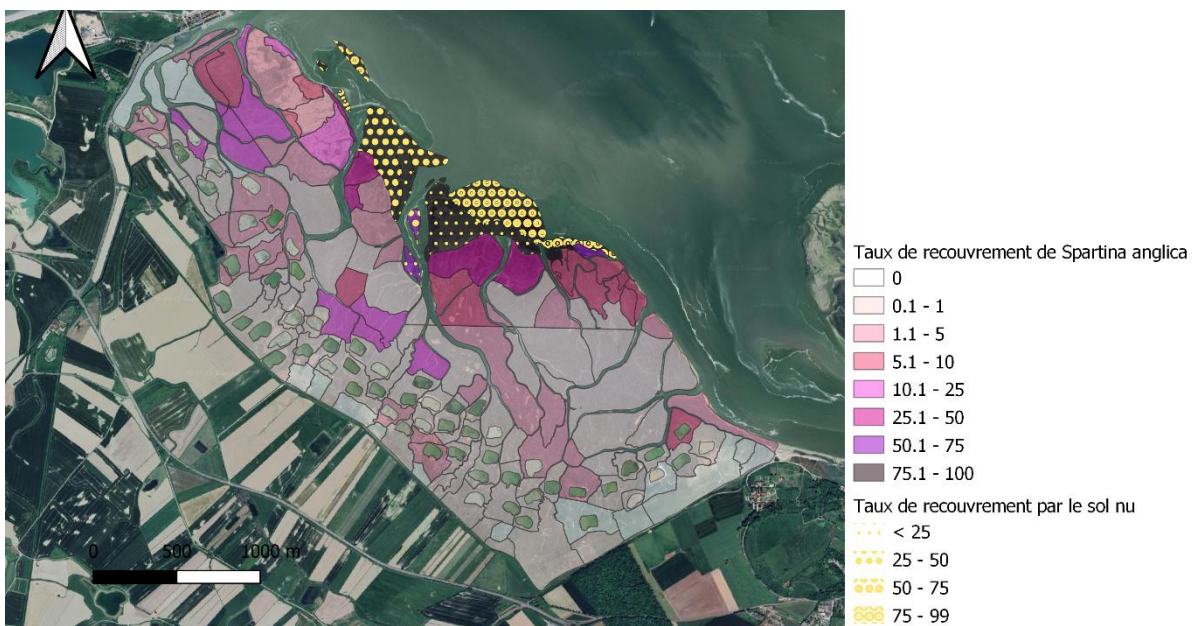 Taux de recouvrement de Spartina anglica
0
0.1 - 1
1.1 - 5
5.1 - 10
10.1 - 25
25.1 - 50
50.1 - 75
75.1 - 100
Taux de recouvrement par le sol nu
< 25
25 - 50
50 - 75
75 - 99
0 500 1000 m